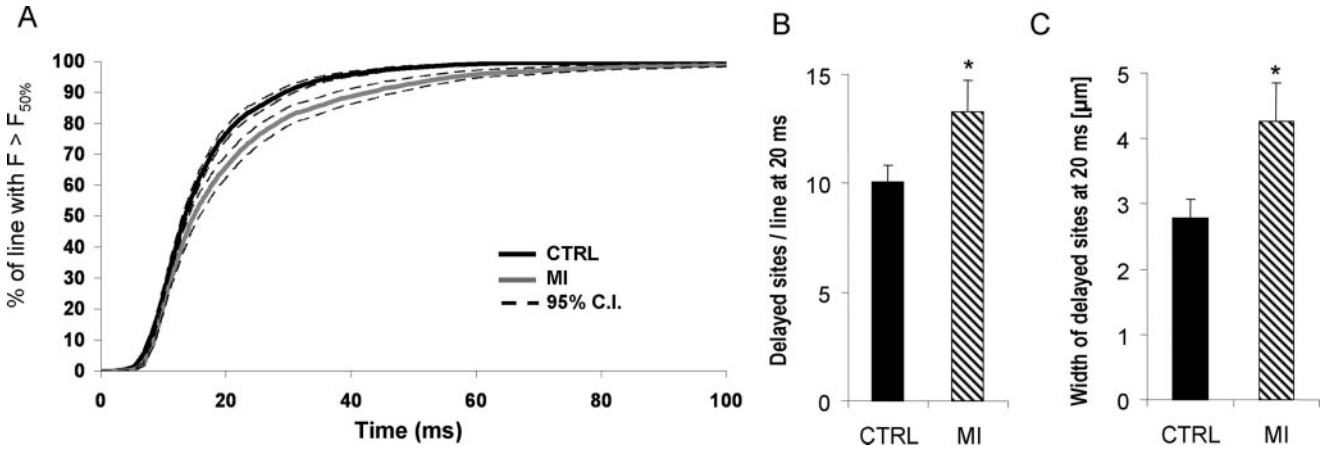 A
% of line with F > F50%
100
90
80
70
60
50
40
30
20
10
0
0 20 40 60 80 100
Time (ms)
CTRL
MI
95% C.I.
B
Delayed sites / line at 20 ms
15
10
5
0
*
CTRL MI
C
Width of delayed sites at 20 ms [µm]
5
4
3
2
1
0
*
CTRL MI